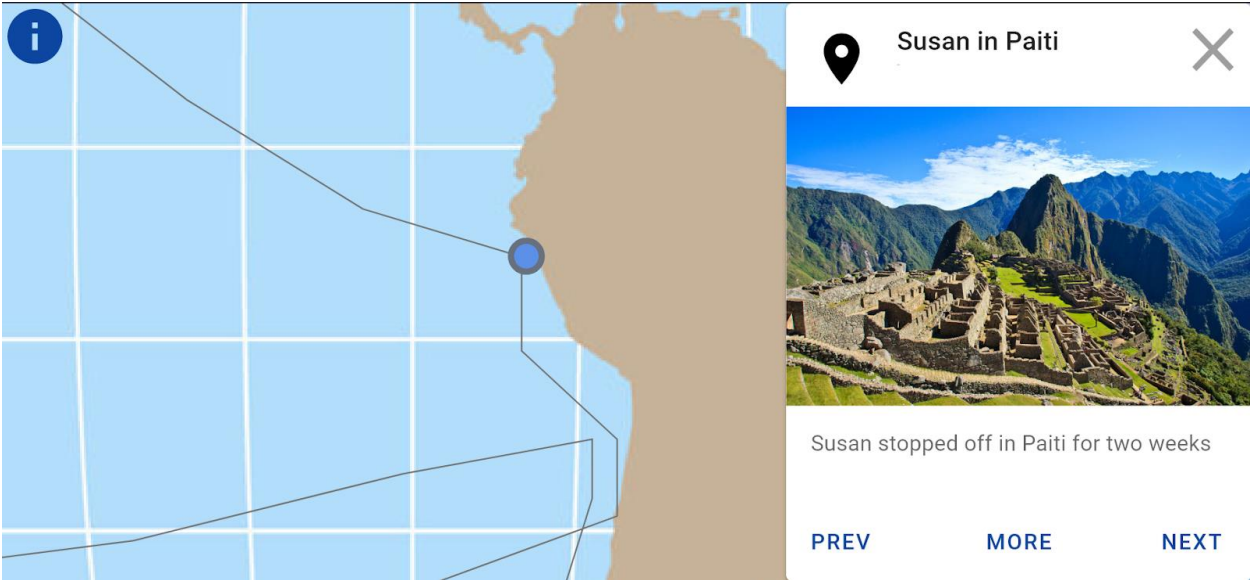 i
Susan in Paiti
Susan stopped off in Paiti for two weeks
PREV
MORE
NEXT